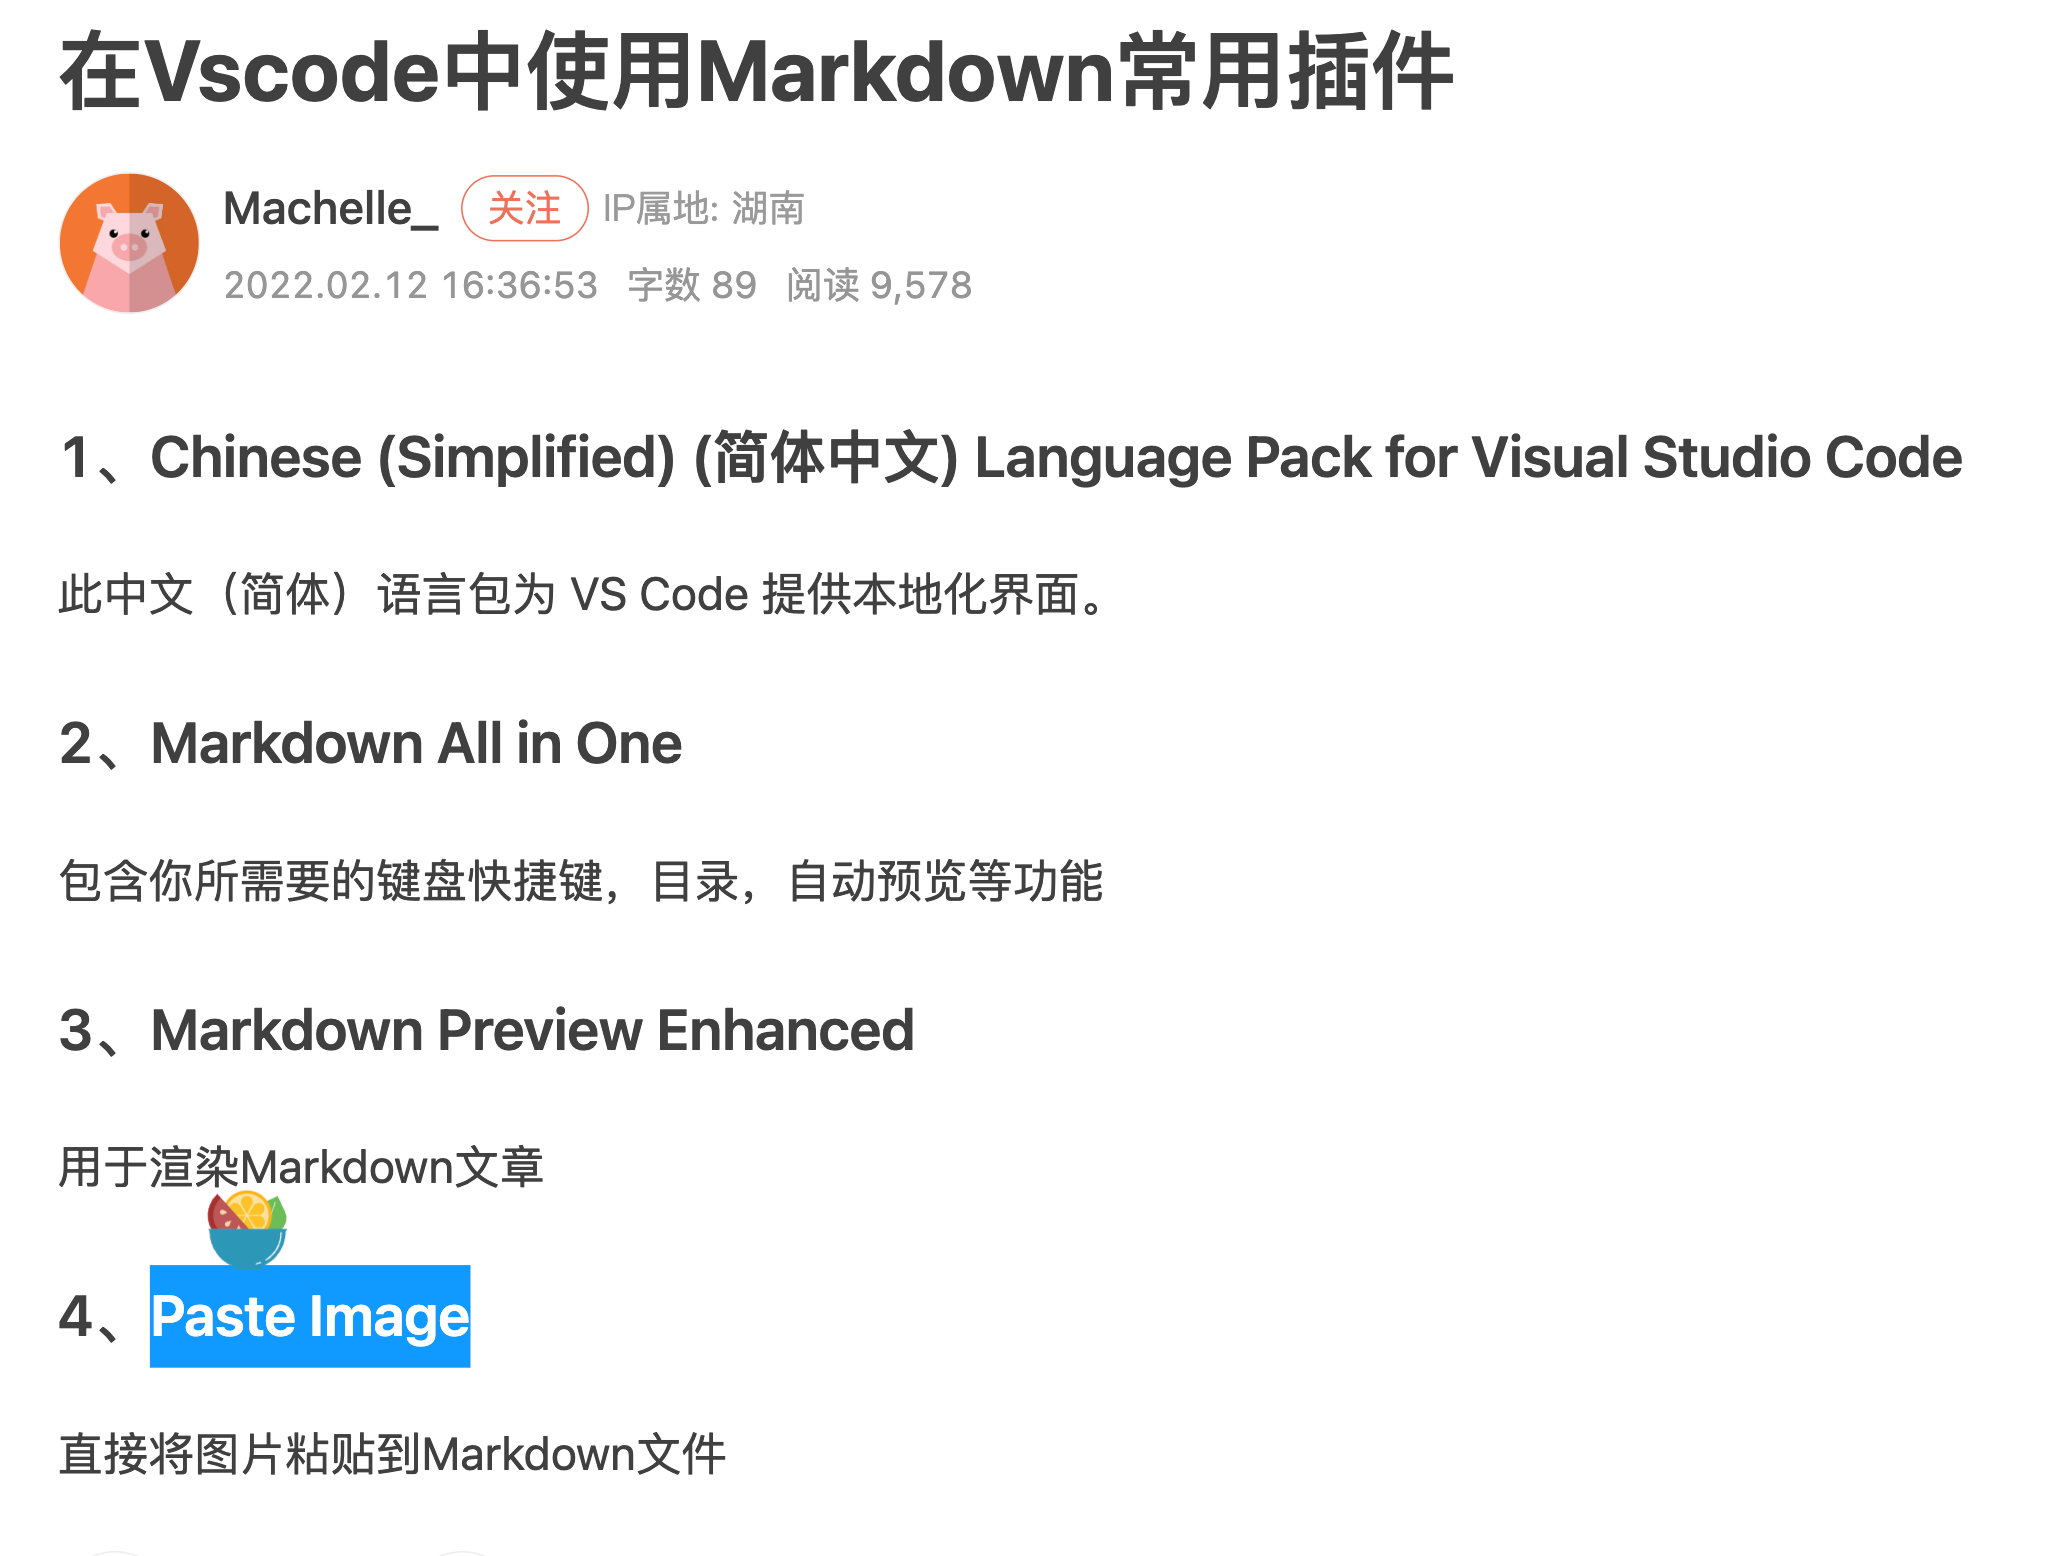 在Vscode中使用Markdown常用插件
Machelle_ 关注 IP属地: 湖南
2022.02.12 16:36:53 字数 89 阅读 9,578
1、Chinese (Simplified) (简体中文) Language Pack for Visual Studio Code
此中文（简体）语言包为 VS Code 提供本地化界面。
2、Markdown All in One
包含你所需要的键盘快捷键，目录，自动预览等功能
3、Markdown Preview Enhanced
用于渲染Markdown文章
4、Paste Image
直接将图片粘贴到Markdown文件